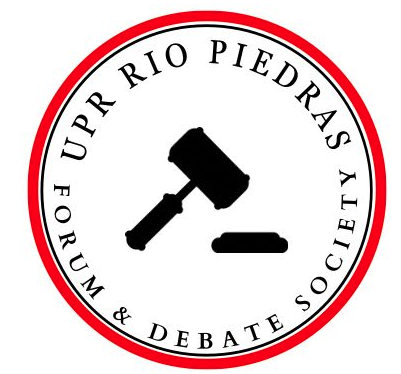 UPR RIO PIEDRAS
FORUM & DEBATE SOCIETY